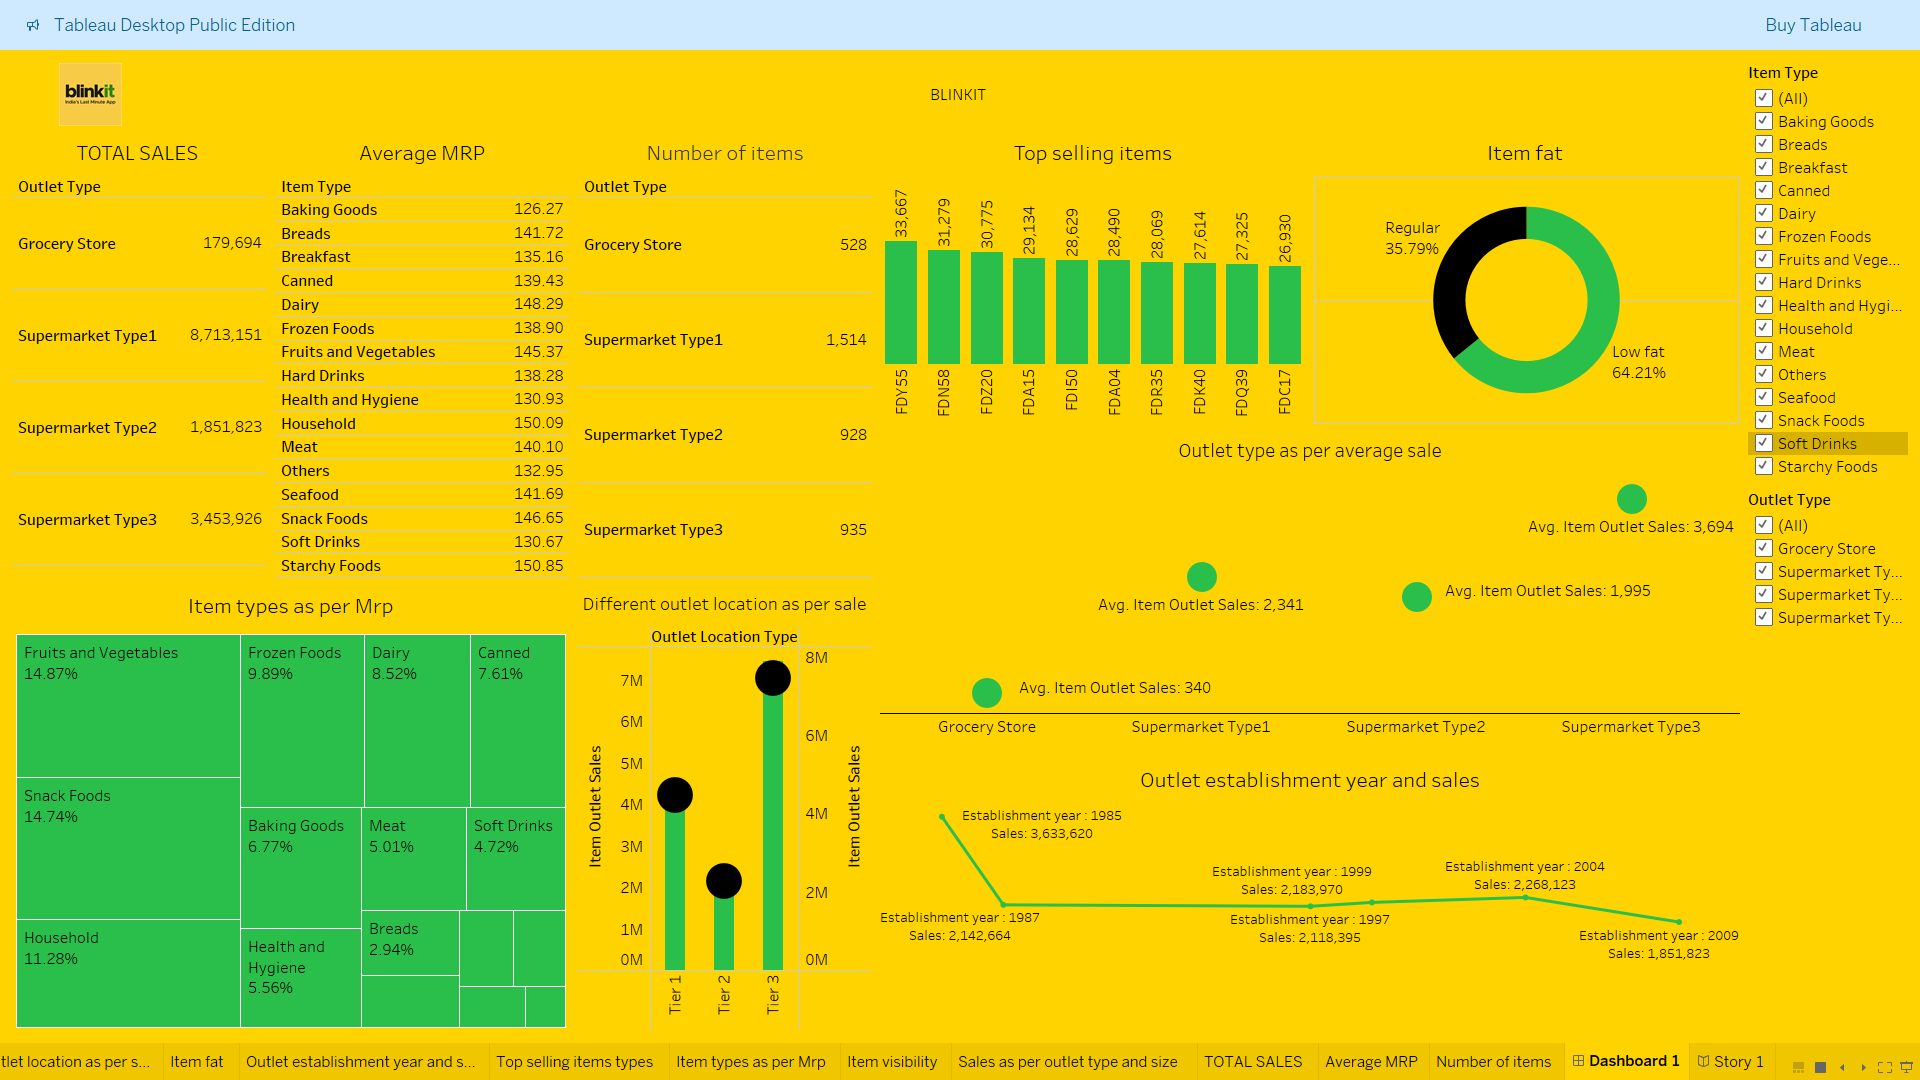 Tableau Desktop Public Edition
Buy Tableau
blinkit
India's Last Minute App
BLINKIT
TOTAL SALES
Outlet Type
Grocery Store 179,694
Supermarket Type1 8,713,151
Supermarket Type2 1,851,823
Supermarket Type3 3,453,926
Average MRP
Item Type
Baking Goods 126.27
Breads 141.72
Breakfast 135.16
Canned 139.43
Dairy 148.29
Frozen Foods 138.90
Fruits and Vegetables 145.37
Hard Drinks 138.28
Health and Hygiene 130.93
Household 150.09
Meat 140.10
Others 132.95
Seafood 141.69
Snack Foods 146.65
Soft Drinks 130.67
Starchy Foods 150.85
Number of items
Outlet Type
Grocery Store 528
Supermarket Type1 1,514
Supermarket Type2 928
Supermarket Type3 935
Top selling items
33,667
31,279
30,775
29,134
28,629
28,490
28,069
27,614
27,325
26,930
FDY55
FDN58
FDZ20
FDA15
FDI50
FDA04
FDR35
FDK40
FDQ39
FDC17
Item fat
Regular
35.79%
Low fat
64.21%
Item Type
(All)
Baking Goods
Breads
Breakfast
Canned
Dairy
Frozen Foods
Fruits and Vege...
Hard Drinks
Health and Hygi...
Household
Meat
Others
Seafood
Snack Foods
Soft Drinks
Starchy Foods
Outlet Type
(All)
Grocery Store
Supermarket Ty...
Supermarket Ty...
Supermarket Ty...
Outlet type as per average sale
Avg. Item Outlet Sales: 3,694
Avg. Item Outlet Sales: 2,341
Avg. Item Outlet Sales: 1,995
Avg. Item Outlet Sales: 340
Grocery Store
Supermarket Type1
Supermarket Type2
Supermarket Type3
Item types as per Mrp
Fruits and Vegetables
14.87%
Snack Foods
14.74%
Household
11.28%
Frozen Foods
9.89%
Dairy
8.52%
Canned
7.61%
Baking Goods
6.77%
Meat
5.01%
Soft Drinks
4.72%
Health and
Hygiene
5.56%
Breads
2.94%
Different outlet location as per sale
Outlet Location Type
Item Outlet Sales
7M
6M
5M
4M
3M
2M
1M
0M
8M
6M
4M
2M
0M
Item Outlet Sales
Tier 1
Tier 2
Tier 3
Outlet establishment year and sales
Establishment year : 1985
Sales: 3,633,620
Establishment year : 1987
Sales: 2,142,664
Establishment year : 1999
Sales: 2,183,970
Establishment year : 1997
Sales: 2,118,395
Establishment year : 2004
Sales: 2,268,123
Establishment year : 2009
Sales: 1,851,823
tlet location as per s...
Item fat
Outlet establishment year and s...
Top selling items types
Item types as per Mrp
Item visibility
Sales as per outlet type and size
TOTAL SALES
Average MRP
Number of items
Dashboard 1
Story 1